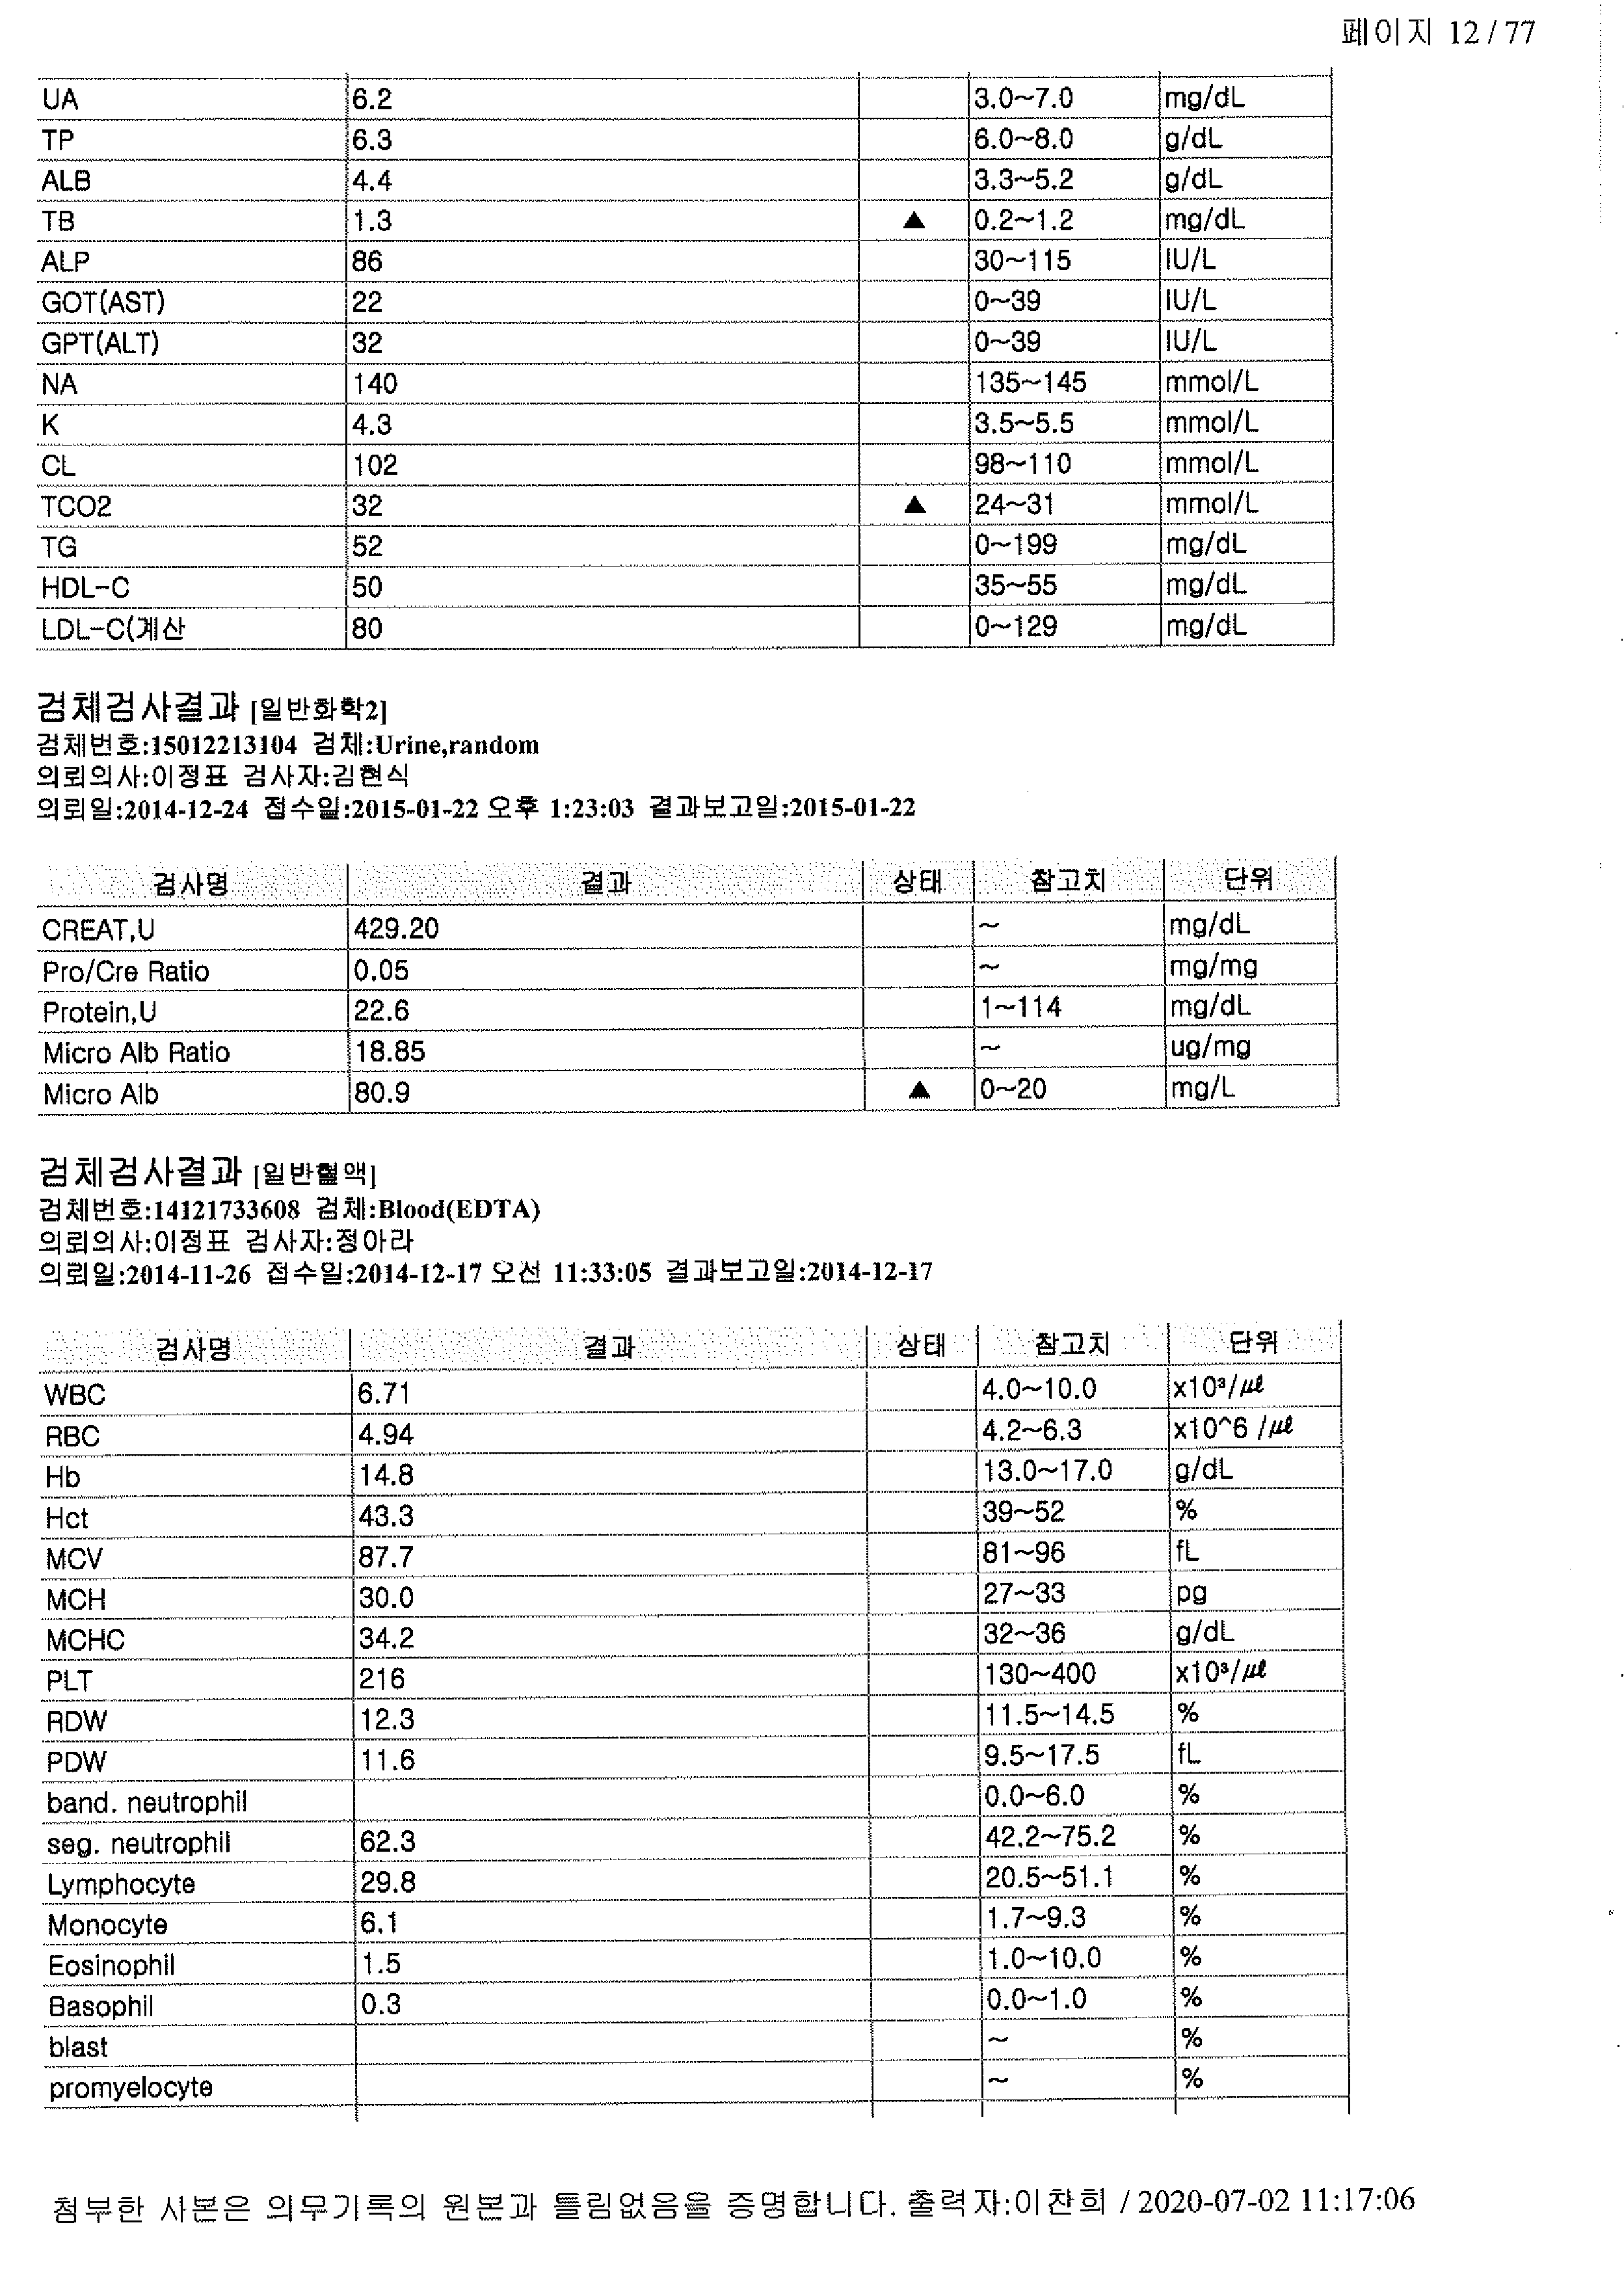 페이지 12 / 77
UA 6.2 3.0~7.0 mg/dL
TP 6.3 6.0~8.0 g/dL
ALB 4.4 3.3~5.2 g/dL
TB 1.3 ▲ 0.2~1.2 mg/dL
ALP 86 30~115 IU/L
GOT(AST) 22 0~39 IU/L
GPT(ALT) 32 0~39 IU/L
NA 140 135~145 mmol/L
K 4.3 3.5~5.5 mmol/L
CL 102 98~110 mmol/L
TCO2 32 ▲ 24~31 mmol/L
TG 52 0~199 mg/dL
HDL-C 50 35~55 mg/dL
LDL-C(계산 80 0~129 mg/dL
검체검사결과 [일반화학2]
검체번호:15012213104 검체:Urine,random
의뢰의사:이정표 검사자:김현식
의뢰일:2014-12-24 접수일:2015-01-22 오후 1:23:03 결과보고일:2015-01-22
검사명 결과 상태 참고치 단위
CREAT,U 429.20 ~ mg/dL
Pro/Cre Ratio 0.05 ~ mg/mg
Protein,U 22.6 1~114 mg/dL
Micro Alb Ratio 18.85 ~ ug/mg
Micro Alb 80.9 ▲ 0~20 mg/L
검체검사결과 [일반혈액]
검체번호:14121733608 검체:Blood(EDTA)
의뢰의사:이정표 검사자:정아라
의뢰일:2014-11-26 접수일:2014-12-17 오전 11:33:05 결과보고일:2014-12-17
검사명 결과 상태 참고치 단위
WBC 6.71 4.0~10.0 x10³/㎕
RBC 4.94 4.2~6.3 x10^6 /㎕
Hb 14.8 13.0~17.0 g/dL
Hct 43.3 39~52 %
MCV 87.7 81~96 fL
MCH 30.0 27~33 pg
MCHC 34.2 32~36 g/dL
PLT 216 130~400 x10³/㎕
RDW 12.3 11.5~14.5 %
PDW 11.6 9.5~17.5 fL
band. neutrophil 0.0~6.0 %
seg. neutrophil 62.3 42.2~75.2 %
Lymphocyte 29.8 20.5~51.1 %
Monocyte 6.1 1.7~9.3 %
Eosinophil 1.5 1.0~10.0 %
Basophil 0.3 0.0~1.0 %
blast ~ %
promyelocyte ~ %
첨부한 사본은 의무기록의 원본과 틀림없음을 증명합니다. 출력자:이찬희 / 2020-07-02 11:17:06